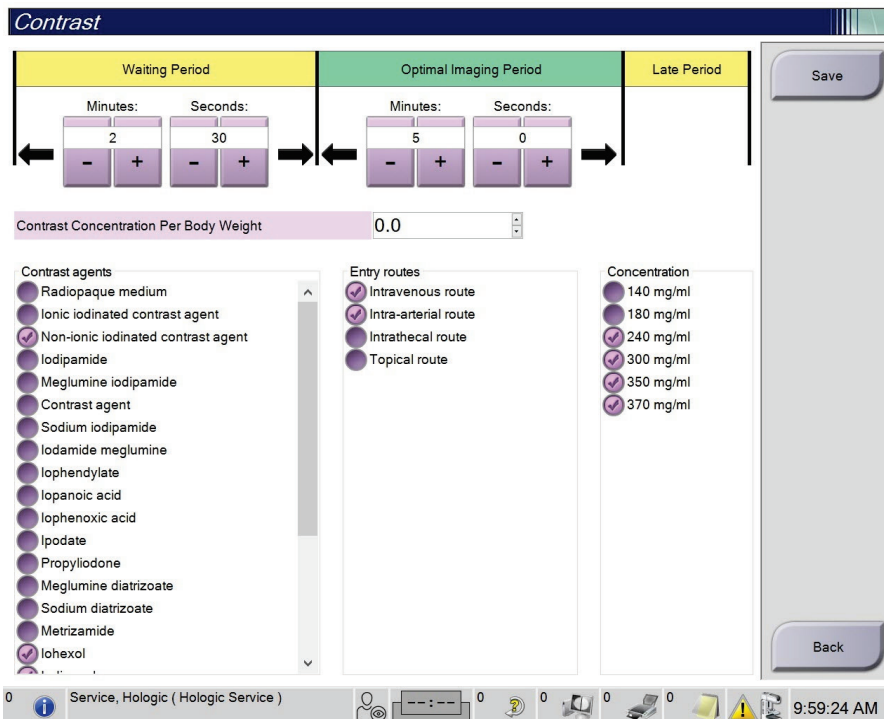 Contrast
Waiting Period
Optimal Imaging Period
Late Period
Save
Minutes: Seconds:
Minutes: Seconds:
2 30
5 0
- + - +
- + - +
Contrast Concentration Per Body Weight 0.0
Contrast agents
Radiopaque medium
Ionic iodinated contrast agent
Non-ionic iodinated contrast agent
Iodipamide
Meglumine iodipamide
Contrast agent
Sodium iodipamide
Iodamide meglumine
Iophendylate
Iopanoic acid
Iophenoxic acid
Ipodate
Propyliodone
Meglumine diatrizoate
Sodium diatrizoate
Metrizamide
Iohexol
Entry routes
Intravenous route
Intra-arterial route
Intrathecal route
Topical route
Concentration
140 mg/ml
180 mg/ml
240 mg/ml
300 mg/ml
350 mg/ml
370 mg/ml
Back
0 i Service, Hologic ( Hologic Service ) --:-- 0 ? 0 0 0 ! 9:59:24 AM